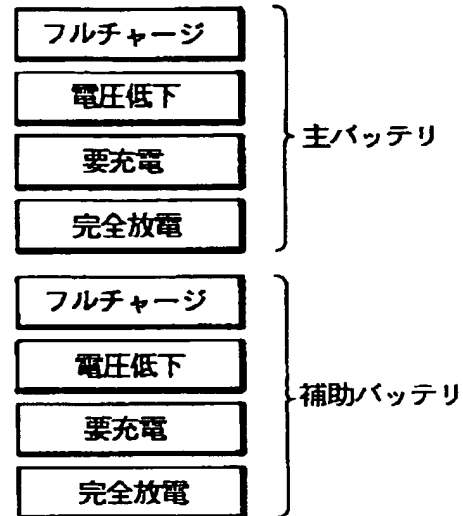 フルチャージ
電圧低下
要充電
完全放電
主バッテリ
フルチャージ
電圧低下
要充電
完全放電
補助バッテリ